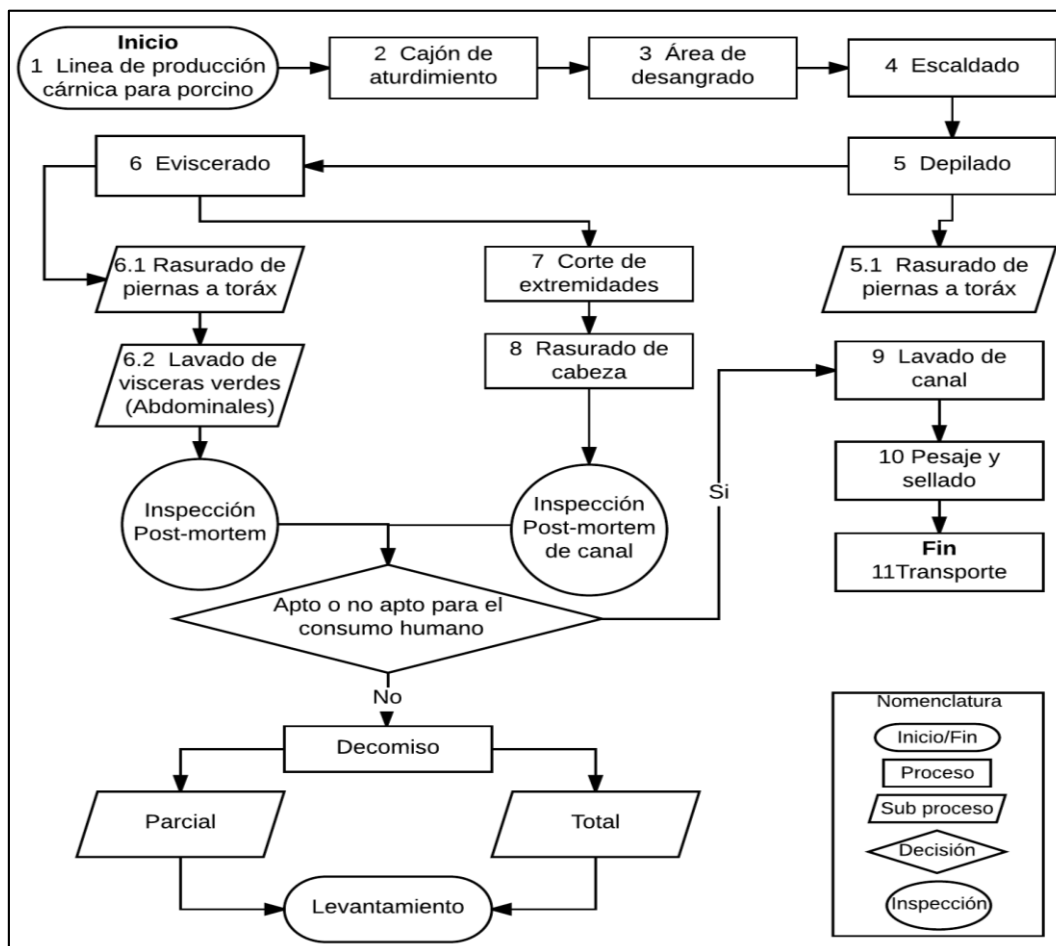 Inicio
1 Linea de producción
cárnica para porcino
2 Cajón de
aturdimiento
3 Área de
desangrado
4 Escaldado
6 Eviscerado
5 Depilado
6.1 Rasurado de
piernas a toráx
7 Corte de
extremidades
5.1 Rasurado de
piernas a toráx
6.2 Lavado de
visceras verdes
(Abdominales)
8 Rasurado de
cabeza
9 Lavado de
canal
10 Pesaje y
sellado
Si
Inspección
Post-mortem
Inspección
Post-mortem
de canal
Fin
11Transporte
Apto o no apto para el
consumo humano
No
Decomiso
Parcial
Total
Levantamiento
Nomenclatura
Inicio/Fin
Proceso
Sub proceso
Decisión
Inspección